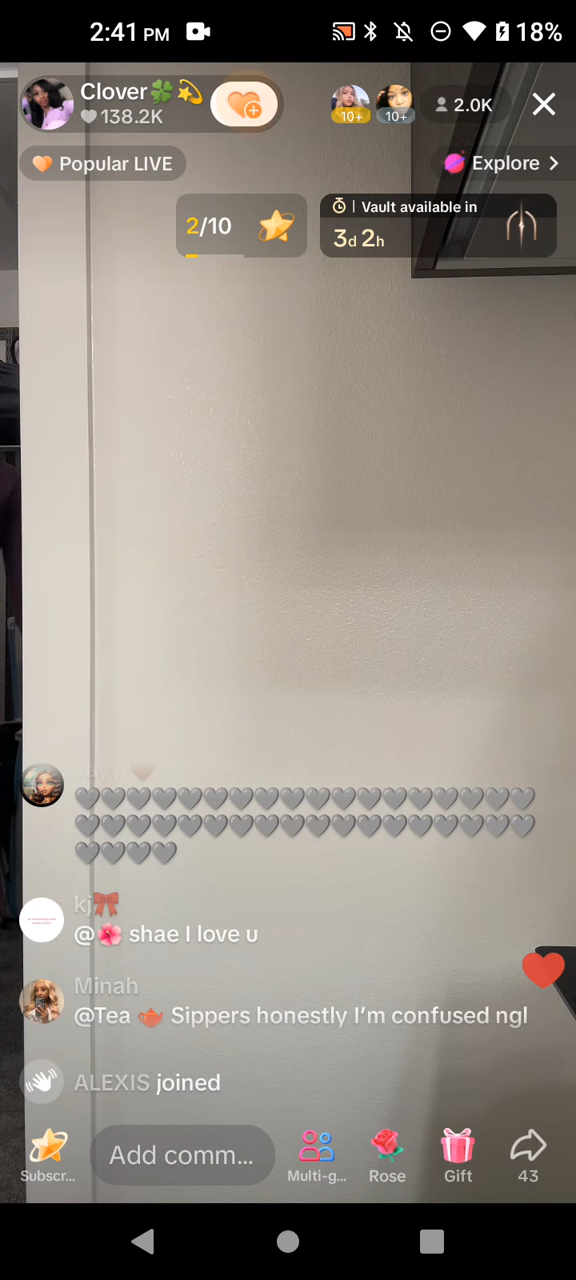 2:41 PM
18%
Clover🍀💫
138.2K
10+
10+
2.0K
Popular LIVE
Explore >
2/10
Vault available in
3d 2h
🩶🩶🩶🩶🩶🩶🩶🩶🩶🩶🩶🩶🩶🩶🩶🩶🩶🩶
🩶🩶🩶🩶🩶🩶🩶🩶🩶🩶🩶🩶🩶🩶🩶🩶🩶🩶
🩶🩶🩶🩶
kj🎀
@🌺 shae I love u
Minah
@Tea 🫖 Sippers honestly I'm confused ngl
ALEXIS joined
Add comm...
Subscr...
Multi-g...
Rose
Gift
43